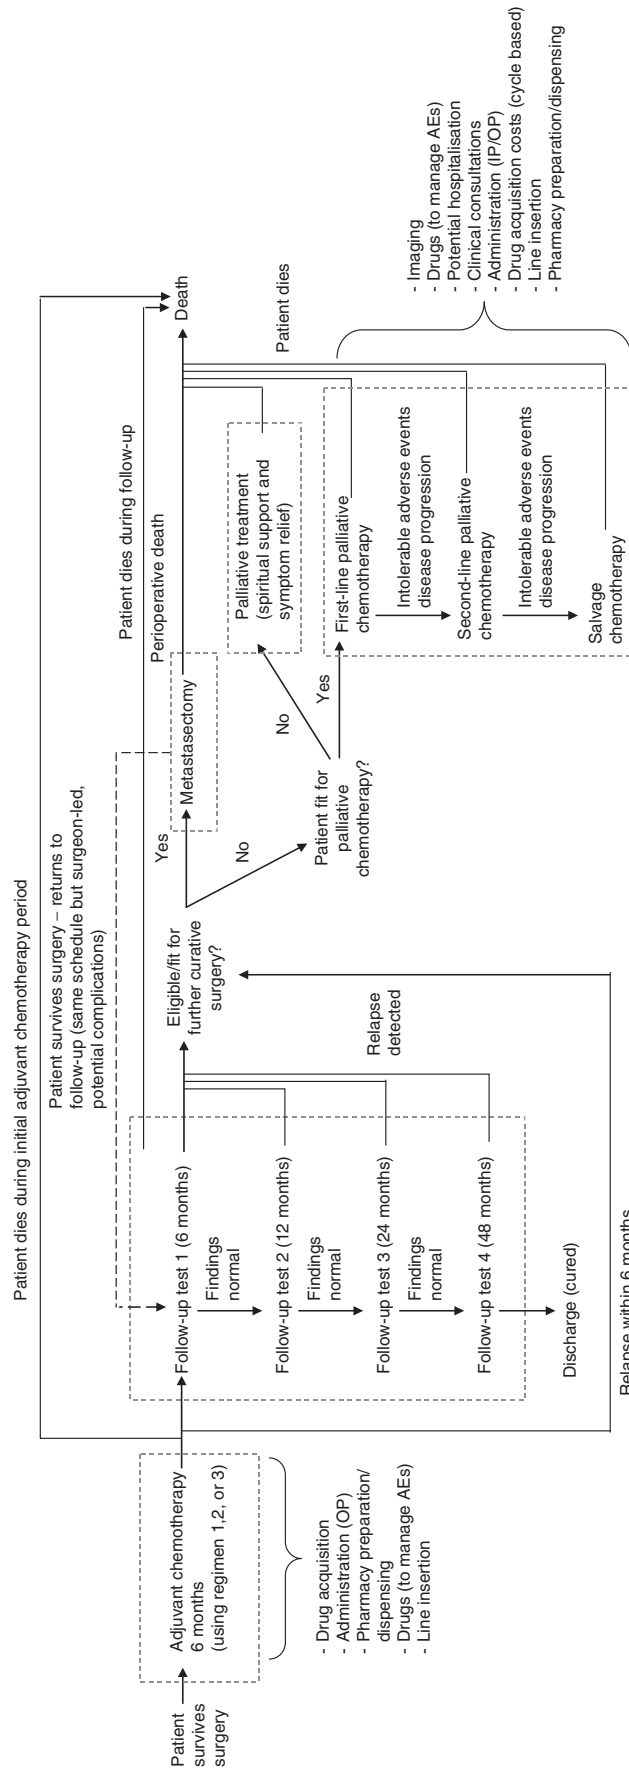 Patient dies during initial adjuvant chemotherapy period
Patient survives surgery – returns to
follow-up (same schedule but surgeon-led,
potential complications)
Patient dies during follow-up
Perioperative death
Patient
survives
surgery
Adjuvant chemotherapy
6 months
(using regimen 1,2, or 3)
- Drug acquisition
- Administration (OP)
- Pharmacy preparation/
dispensing
- Drugs (to manage AEs)
- Line insertion
Follow-up test 1 (6 months)
Findings
normal
Follow-up test 2 (12 months)
Findings
normal
Follow-up test 3 (24 months)
Findings
normal
Follow-up test 4 (48 months)
Discharge (cured)
Relapse within 6 months
Relapse
detected
Eligible/fit for
further curative
surgery?
Yes
No
Metastasectomy
Patient fit for
palliative
chemotherapy?
No
Yes
Palliative treatment
(spiritual support and
symptom relief)
First-line palliative
chemotherapy
Intolerable adverse events
disease progression
Second-line palliative
chemotherapy
Intolerable adverse events
disease progression
Salvage
chemotherapy
Death
Patient dies
- Imaging
- Drugs (to manage AEs)
- Potential hospitalisation
- Clinical consultations
- Administration (IP/OP)
- Drug acquisition costs (cycle based)
- Line insertion
- Pharmacy preparation/dispensing